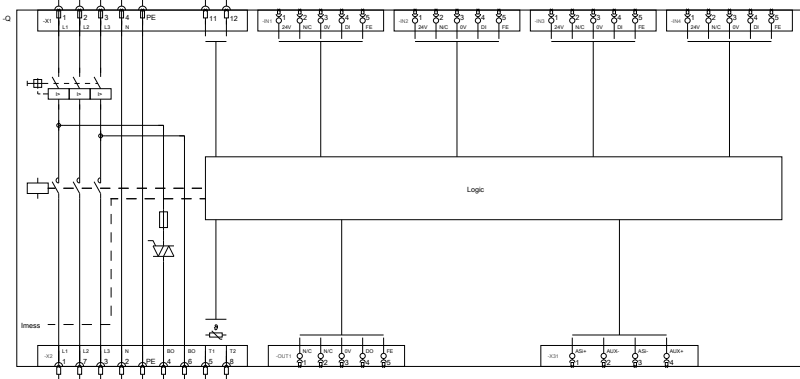 -Q
-X1 1 2 3 4 PE 11 12
L1 L2 L3 N
-IN1 1 2 3 4 5
24V N/C 0V DI FE
-IN2 1 2 3 4 5
24V N/C 0V DI FE
-IN3 1 2 3 4 5
24V N/C 0V DI FE
-IN4 1 2 3 4 5
24V N/C 0V DI FE
I> I> I>
Logic
Imess
ϑ
-X2 L1 L2 L3 N BO BO T1 T2
1 7 3 2 PE 4 6 5 8
-OUT1 N/C N/C 0V DO FE
1 2 3 4 5
-X31 ASi+ AUX- ASi- AUX+
1 2 3 4